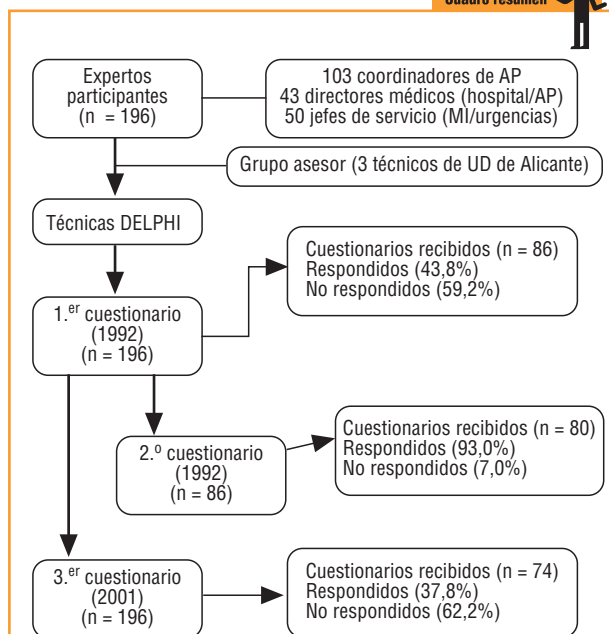 Cuadro resumen
Expertos
participantes
(n = 196)
103 coordinadores de AP
43 directores médicos (hospital/AP)
50 jefes de servicio (MI/urgencias)
Grupo asesor (3 técnicos de UD de Alicante)
Técnicas DELPHI
Cuestionarios recibidos (n = 86)
Respondidos (43,8%)
No respondidos (59,2%)
1.er cuestionario
(1992)
(n = 196)
Cuestionarios recibidos (n = 80)
Respondidos (93,0%)
No respondidos (7,0%)
2.º cuestionario
(1992)
(n = 86)
Cuestionarios recibidos (n = 74)
Respondidos (37,8%)
No respondidos (62,2%)
3.er cuestionario
(2001)
(n = 196)